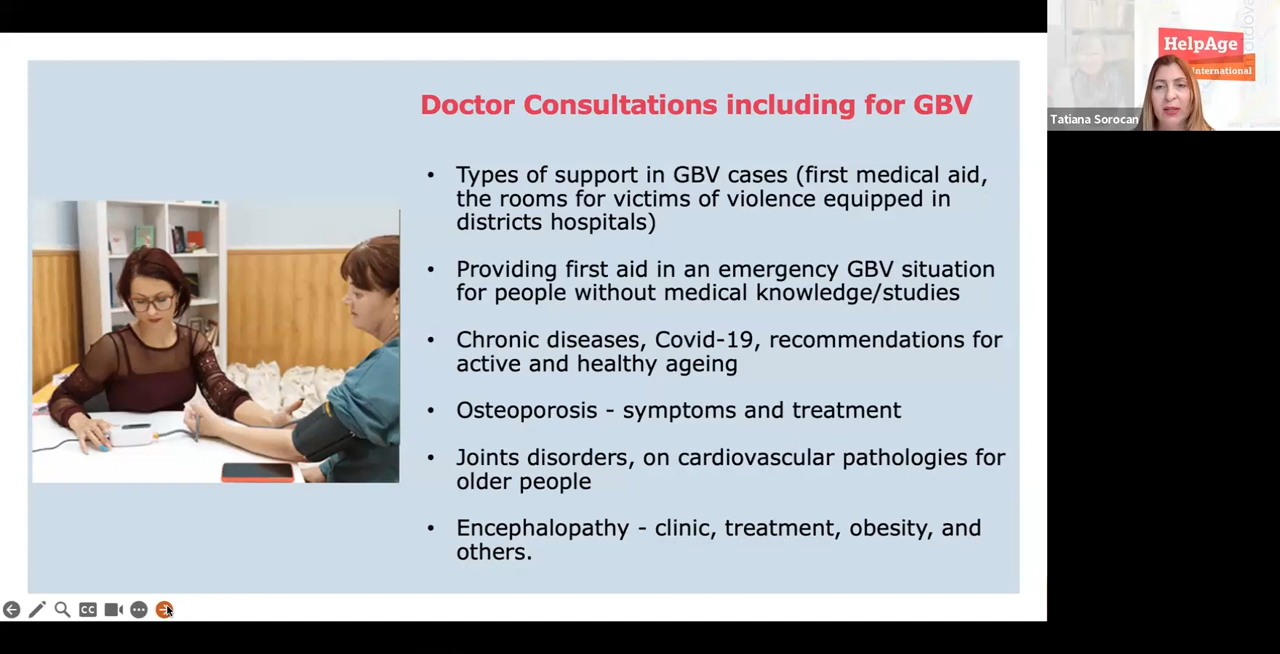 Doctor Consultations including for GBV
• Types of support in GBV cases (first medical aid,
the rooms for victims of violence equipped in
districts hospitals)
• Providing first aid in an emergency GBV situation
for people without medical knowledge/studies
• Chronic diseases, Covid-19, recommendations for
active and healthy ageing
• Osteoporosis - symptoms and treatment
• Joints disorders, on cardiovascular pathologies for
older people
• Encephalopathy - clinic, treatment, obesity, and
others.
CC
HelpAge
International
Tatiana Sorocan